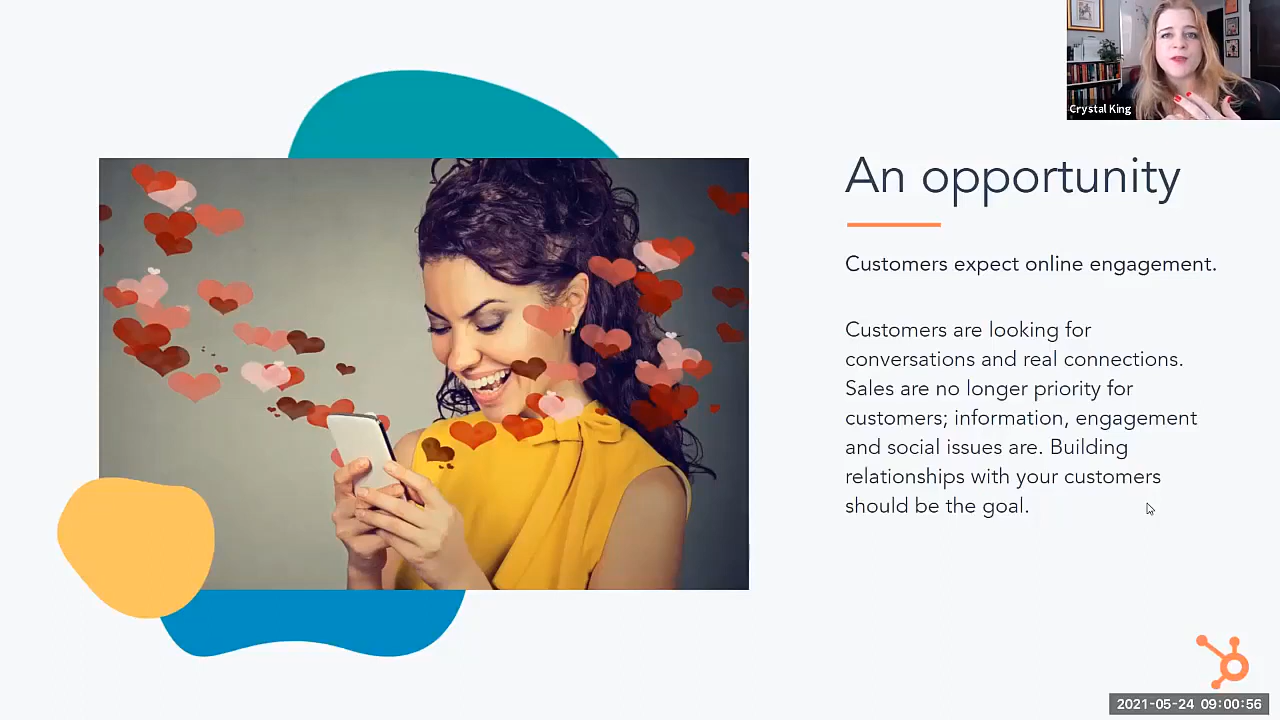 Crystal King
An opportunity
Customers expect online engagement.
Customers are looking for
conversations and real connections.
Sales are no longer priority for
customers; information, engagement
and social issues are. Building
relationships with your customers
should be the goal.
2021-05-24 09:00:56